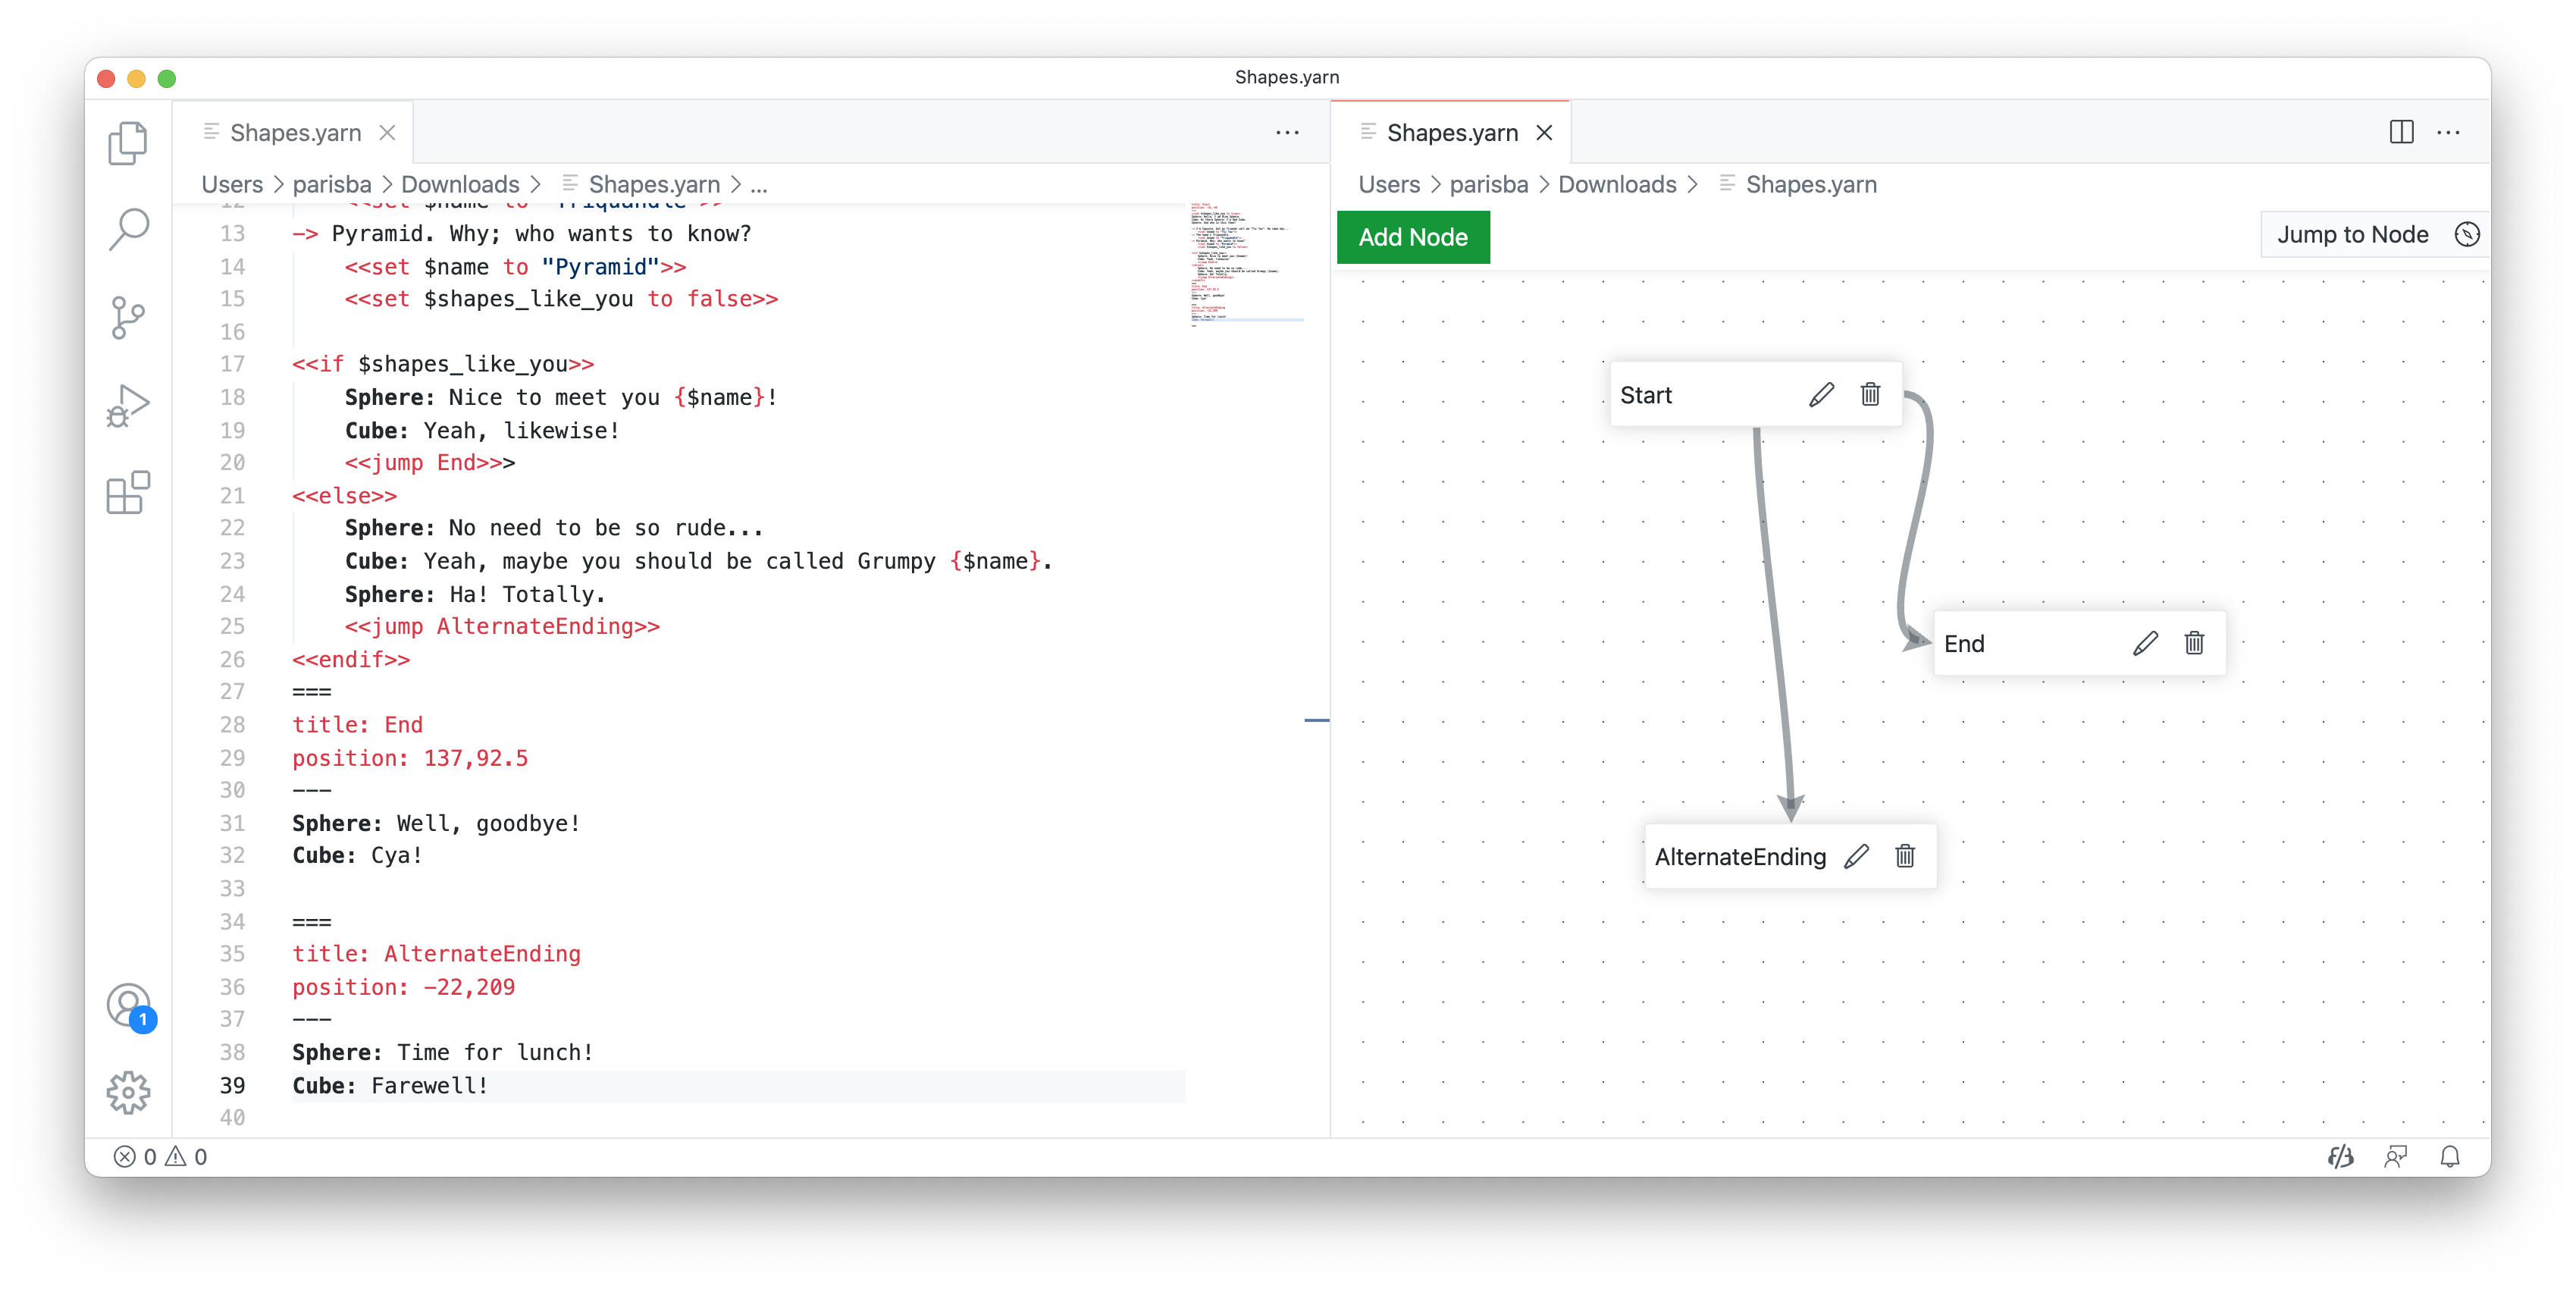 Shapes.yarn
Shapes.yarn
Users > parisba > Downloads > Shapes.yarn > ...
12 <<set $name to "Triquandle">>
13 -> Pyramid. Why; who wants to know?
14 <<set $name to "Pyramid">>
15 <<set $shapes_like_you to false>>
16
17 <<if $shapes_like_you>>
18 Sphere: Nice to meet you {$name}!
19 Cube: Yeah, likewise!
20 <<jump End>>>
21 <<else>>
22 Sphere: No need to be so rude...
23 Cube: Yeah, maybe you should be called Grumpy {$name}.
24 Sphere: Ha! Totally.
25 <<jump AlternateEnding>>
26 <<endif>>
27 ===
28 title: End
29 position: 137,92.5
30 ---
31 Sphere: Well, goodbye!
32 Cube: Cya!
33
34 ===
35 title: AlternateEnding
36 position: -22,209
37 ---
38 Sphere: Time for lunch!
39 Cube: Farewell!
40
Shapes.yarn
Users > parisba > Downloads > Shapes.yarn
Add Node
Jump to Node
Start
End
AlternateEnding
1
0 0